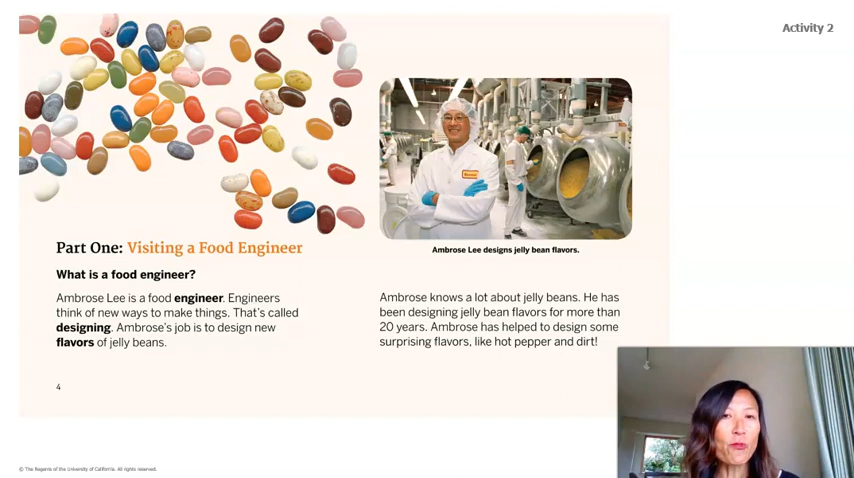 Activity 2
Part One: Visiting a Food Engineer
What is a food engineer?
Ambrose Lee is a food engineer. Engineers
think of new ways to make things. That's called
designing. Ambrose's job is to design new
flavors of jelly beans.
4
Ambrose Lee designs jelly bean flavors.
Ambrose knows a lot about jelly beans. He has
been designing jelly bean flavors for more than
20 years. Ambrose has helped to design some
surprising flavors, like hot pepper and dirt!
© The Regents of the University of California. All rights reserved.